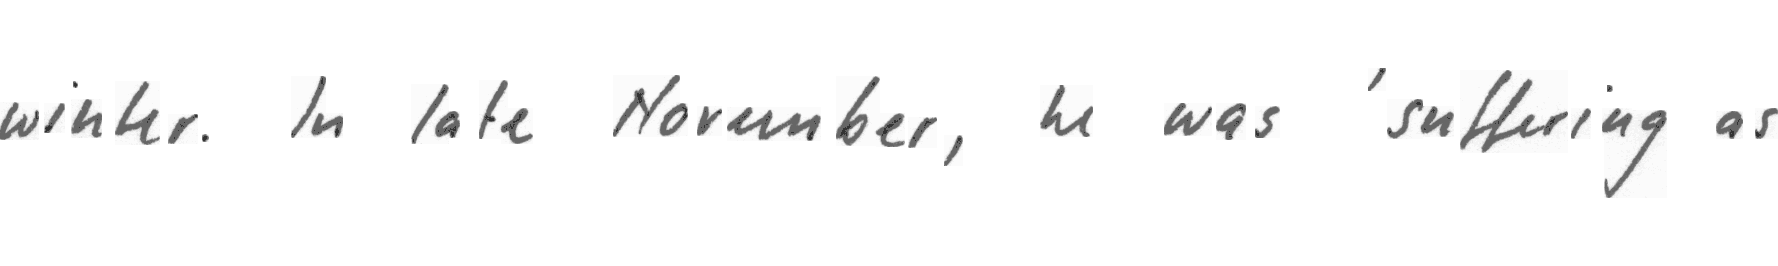 winter. In late November, he was 'suffering as